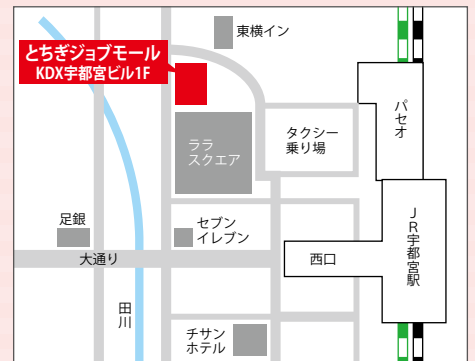 東横イン
とちぎジョブモール
KDX宇都宮ビル1F
パセオ
タクシー
乗り場
ララ
スクエア
足銀
セブン
イレブン
JR宇都宮駅
大通り
西口
田川
チサン
ホテル